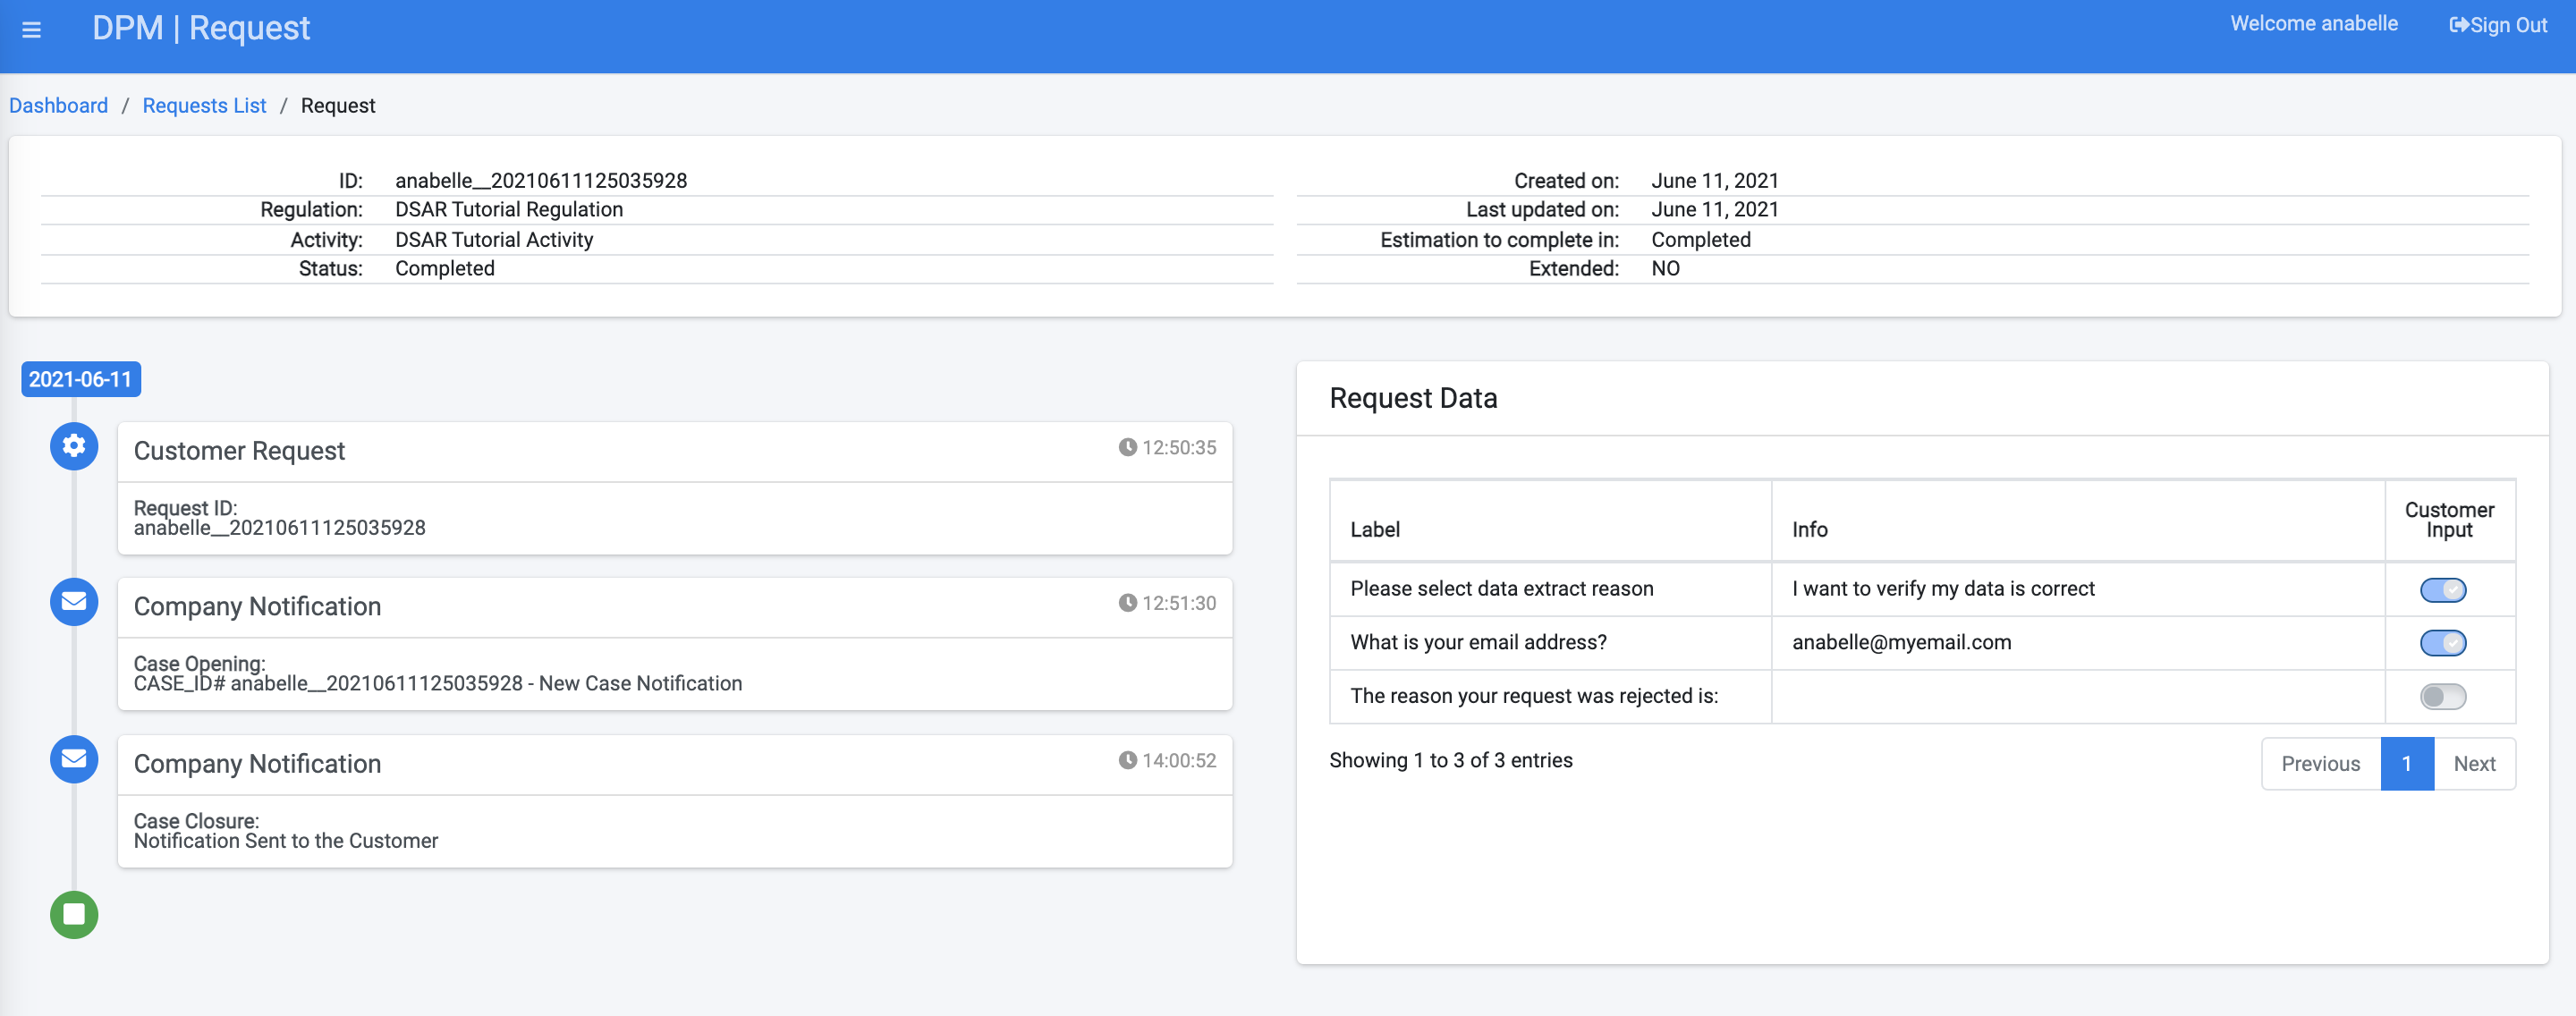 DPM | Request
Welcome anabelle
Sign Out
Dashboard / Requests List / Request
ID: anabelle__20210611125035928
Regulation: DSAR Tutorial Regulation
Activity: DSAR Tutorial Activity
Status: Completed
Created on: June 11, 2021
Last updated on: June 11, 2021
Estimation to complete in: Completed
Extended: NO
2021-06-11
Customer Request 12:50:35
Request ID:
anabelle__20210611125035928
Company Notification 12:51:30
Case Opening:
CASE_ID# anabelle__20210611125035928 - New Case Notification
Company Notification 14:00:52
Case Closure:
Notification Sent to the Customer
Request Data
Label Info Customer Input
Please select data extract reason I want to verify my data is correct
What is your email address? anabelle@myemail.com
The reason your request was rejected is:
Showing 1 to 3 of 3 entries
Previous 1 Next